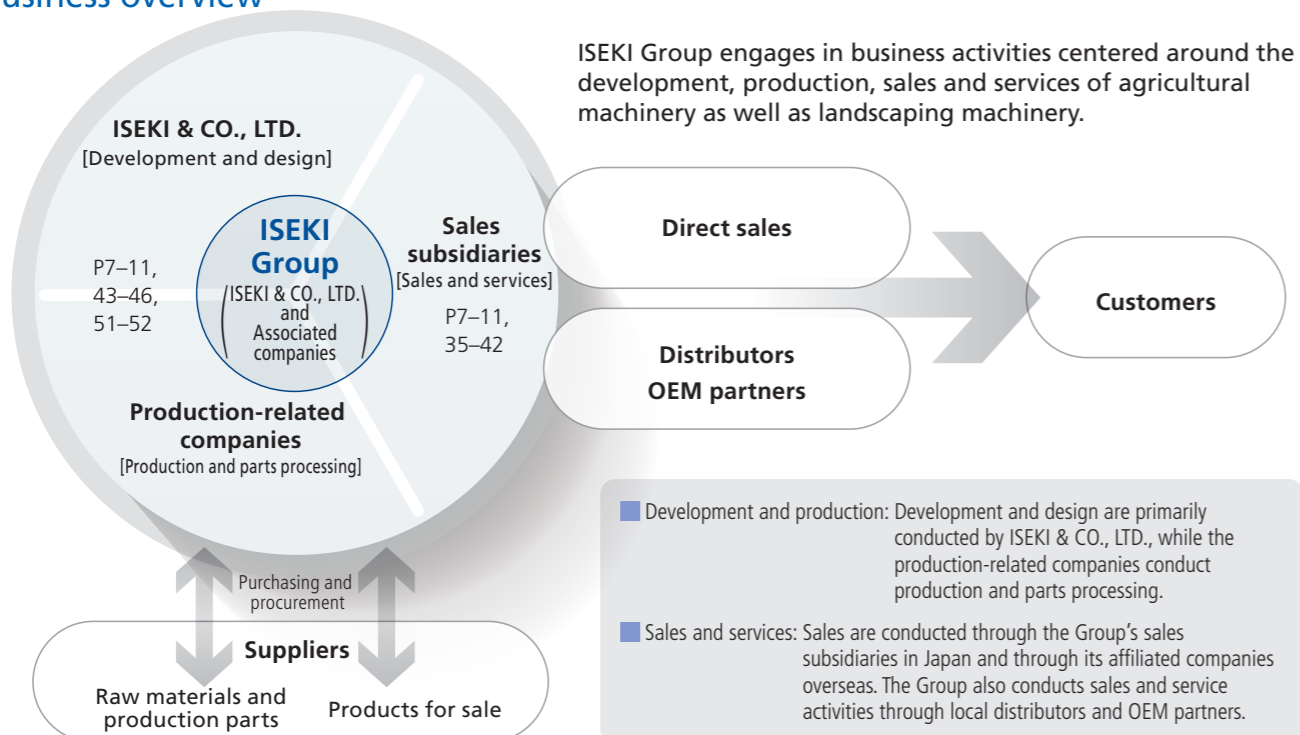 usiness overview
ISEKI Group engages in business activities centered around the
development, production, sales and services of agricultural
machinery as well as landscaping machinery.
ISEKI & CO., LTD.
[Development and design]
P7–11,
43–46,
51–52
ISEKI
Group
(ISEKI & CO., LTD.
and
Associated
companies)
Sales
subsidiaries
[Sales and services]
P7–11,
35–42
Production-related
companies
[Production and parts processing]
Direct sales
Distributors
OEM partners
Customers
Purchasing and
procurement
Suppliers
Raw materials and
production parts
Products for sale
Development and production: Development and design are primarily
conducted by ISEKI & CO., LTD., while the
production-related companies conduct
production and parts processing.
Sales and services: Sales are conducted through the Group's sales
subsidiaries in Japan and through its affiliated companies
overseas. The Group also conducts sales and service
activities through local distributors and OEM partners.